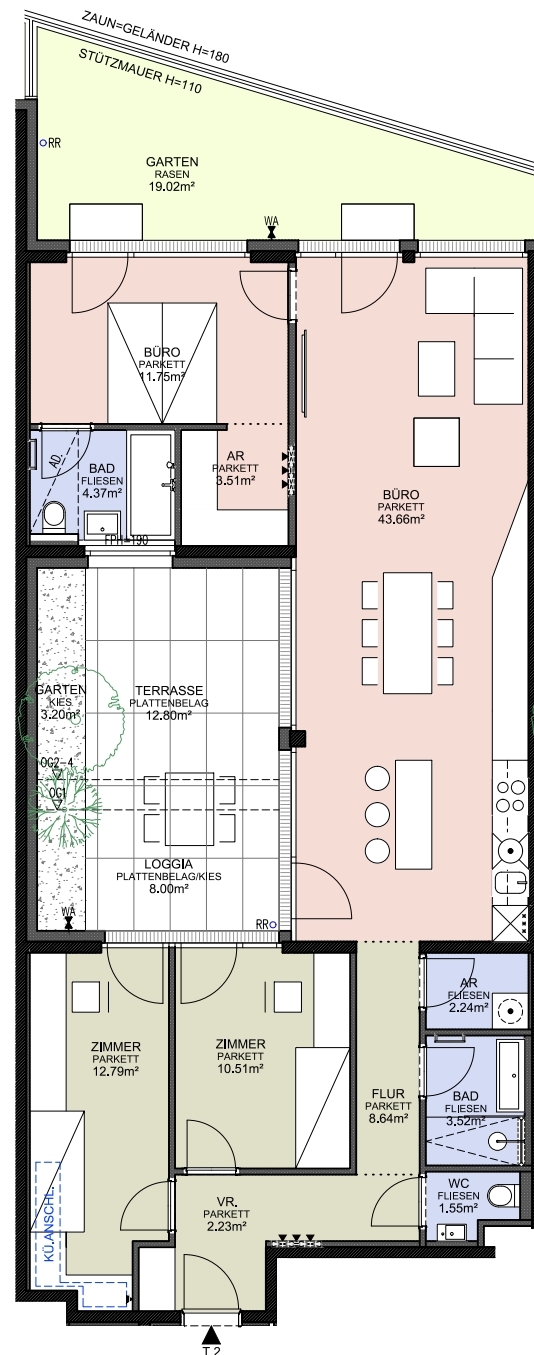 ZAUN=GELÄNDER H=180
STÜTZMAUER H=110
RR
GARTEN
RASEN
19.02m²
WA
BÜRO
PARKETT
11.75m²
AR
PARKETT
3.51m²
AD.
BAD
FLIESEN
4.37m²
FPH=190
BÜRO
PARKETT
43.66m²
GARTEN
KIES
3.20m²
TERRASSE
PLATTENBELAG
12.80m²
OG2-4
OG1
LOGGIA
PLATTENBELAG/KIES
8.00m²
WA
RR
ZIMMER
PARKETT
12.79m²
ZIMMER
PARKETT
10.51m²
AR
FLIESEN
2.24m²
FLUR
PARKETT
8.64m²
BAD
FLIESEN
3.52m²
WC
FLIESEN
1.55m²
VR.
PARKETT
2.23m²
KÜ.ANSCHL.
T 2